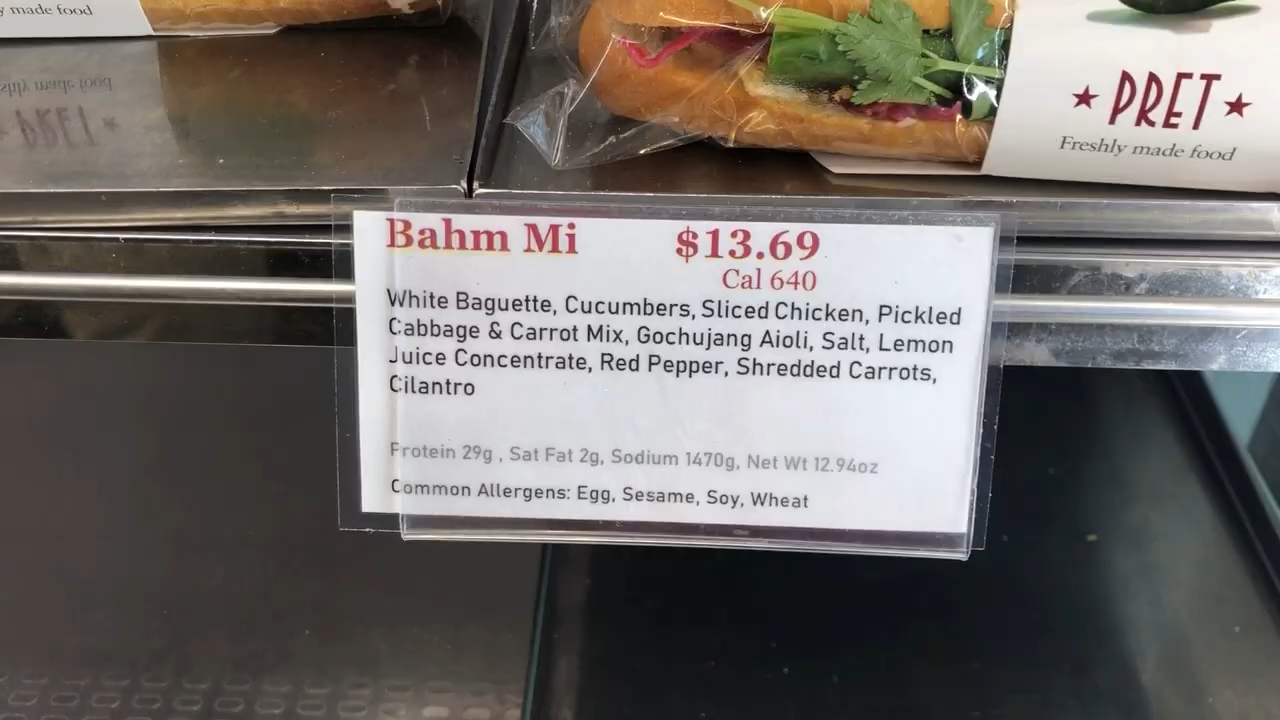 y made food
PRET
Freshly made food
Bahm Mi $13.69
Cal 640
White Baguette, Cucumbers, Sliced Chicken, Pickled
Cabbage & Carrot Mix, Gochujang Aioli, Salt, Lemon
Juice Concentrate, Red Pepper, Shredded Carrots,
Cilantro
Protein 29g , Sat Fat 2g, Sodium 1470g, Net Wt 12.94oz
Common Allergens: Egg, Sesame, Soy, Wheat